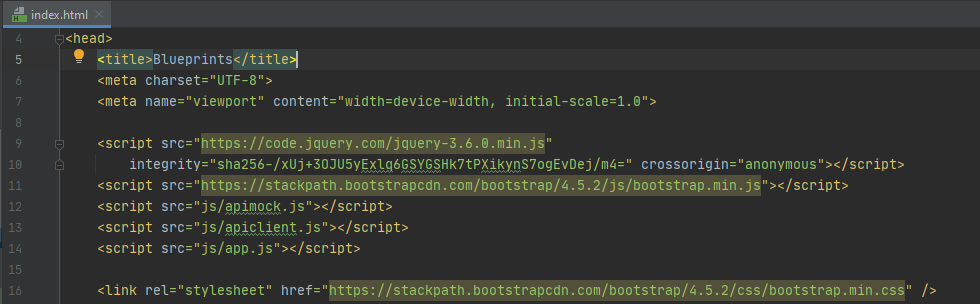 index.html
4 <head>
5 <title>Blueprints</title>
6 <meta charset="UTF-8">
7 <meta name="viewport" content="width=device-width, initial-scale=1.0">
8
9 <script src="https://code.jquery.com/jquery-3.6.0.min.js"
10 integrity="sha256-/xUj+3OJU5yExlq6GSYGSHk7tPXikynS7ogEvDej/m4=" crossorigin="anonymous"></script>
11 <script src="https://stackpath.bootstrapcdn.com/bootstrap/4.5.2/js/bootstrap.min.js"></script>
12 <script src="js/apimock.js"></script>
13 <script src="js/apiclient.js"></script>
14 <script src="js/app.js"></script>
15
16 <link rel="stylesheet" href="https://stackpath.bootstrapcdn.com/bootstrap/4.5.2/css/bootstrap.min.css" />